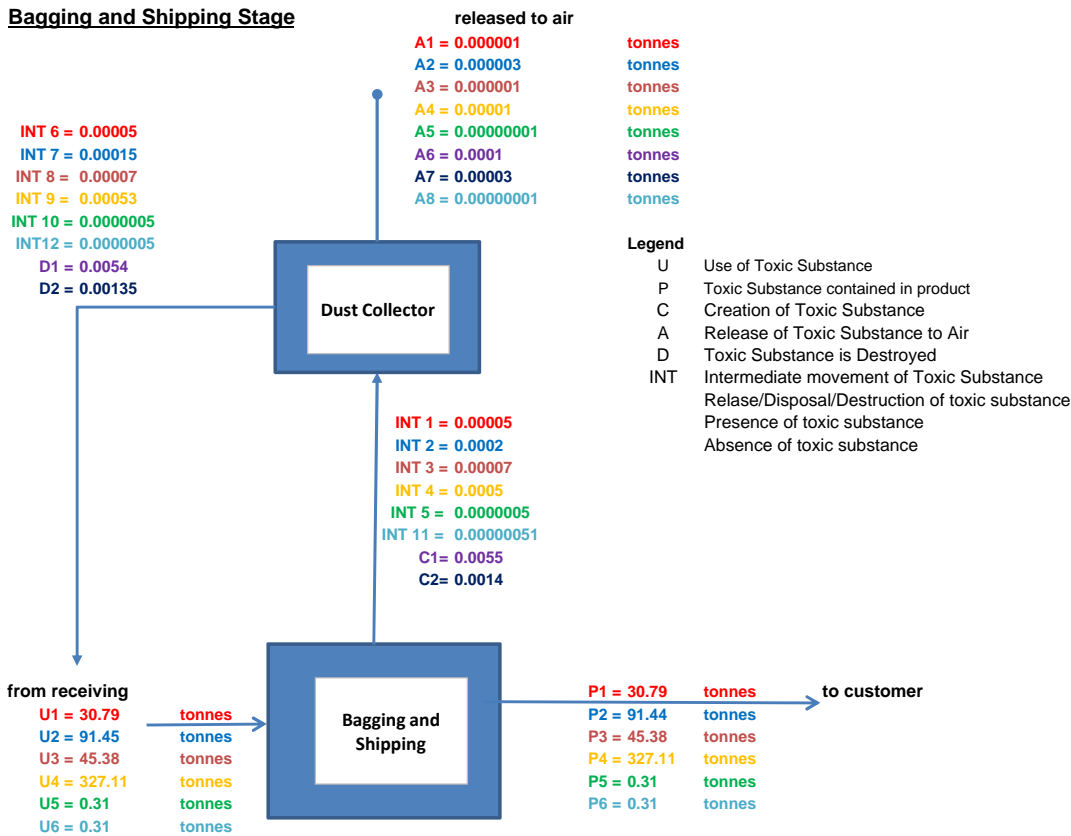 Bagging and Shipping Stage
released to air
A1 = 0.000001 tonnes
A2 = 0.000003 tonnes
A3 = 0.000001 tonnes
A4 = 0.00001 tonnes
A5 = 0.00000001 tonnes
A6 = 0.0001 tonnes
A7 = 0.00003 tonnes
A8 = 0.00000001 tonnes
INT 6 = 0.00005
INT 7 = 0.00015
INT 8 = 0.00007
INT 9 = 0.00053
INT 10 = 0.0000005
INT12 = 0.0000005
D1 = 0.0054
D2 = 0.00135
Dust Collector
Legend
U Use of Toxic Substance
P Toxic Substance contained in product
C Creation of Toxic Substance
A Release of Toxic Substance to Air
D Toxic Substance is Destroyed
INT Intermediate movement of Toxic Substance
Relase/Disposal/Destruction of toxic substance
Presence of toxic substance
Absence of toxic substance
INT 1 = 0.00005
INT 2 = 0.0002
INT 3 = 0.00007
INT 4 = 0.0005
INT 5 = 0.0000005
INT 11 = 0.00000051
C1= 0.0055
C2= 0.0014
from receiving
U1 = 30.79 tonnes
U2 = 91.45 tonnes
U3 = 45.38 tonnes
U4 = 327.11 tonnes
U5 = 0.31 tonnes
U6 = 0.31 tonnes
Bagging and
Shipping
P1 = 30.79 tonnes
P2 = 91.44 tonnes
P3 = 45.38 tonnes
P4 = 327.11 tonnes
P5 = 0.31 tonnes
P6 = 0.31 tonnes
to customer